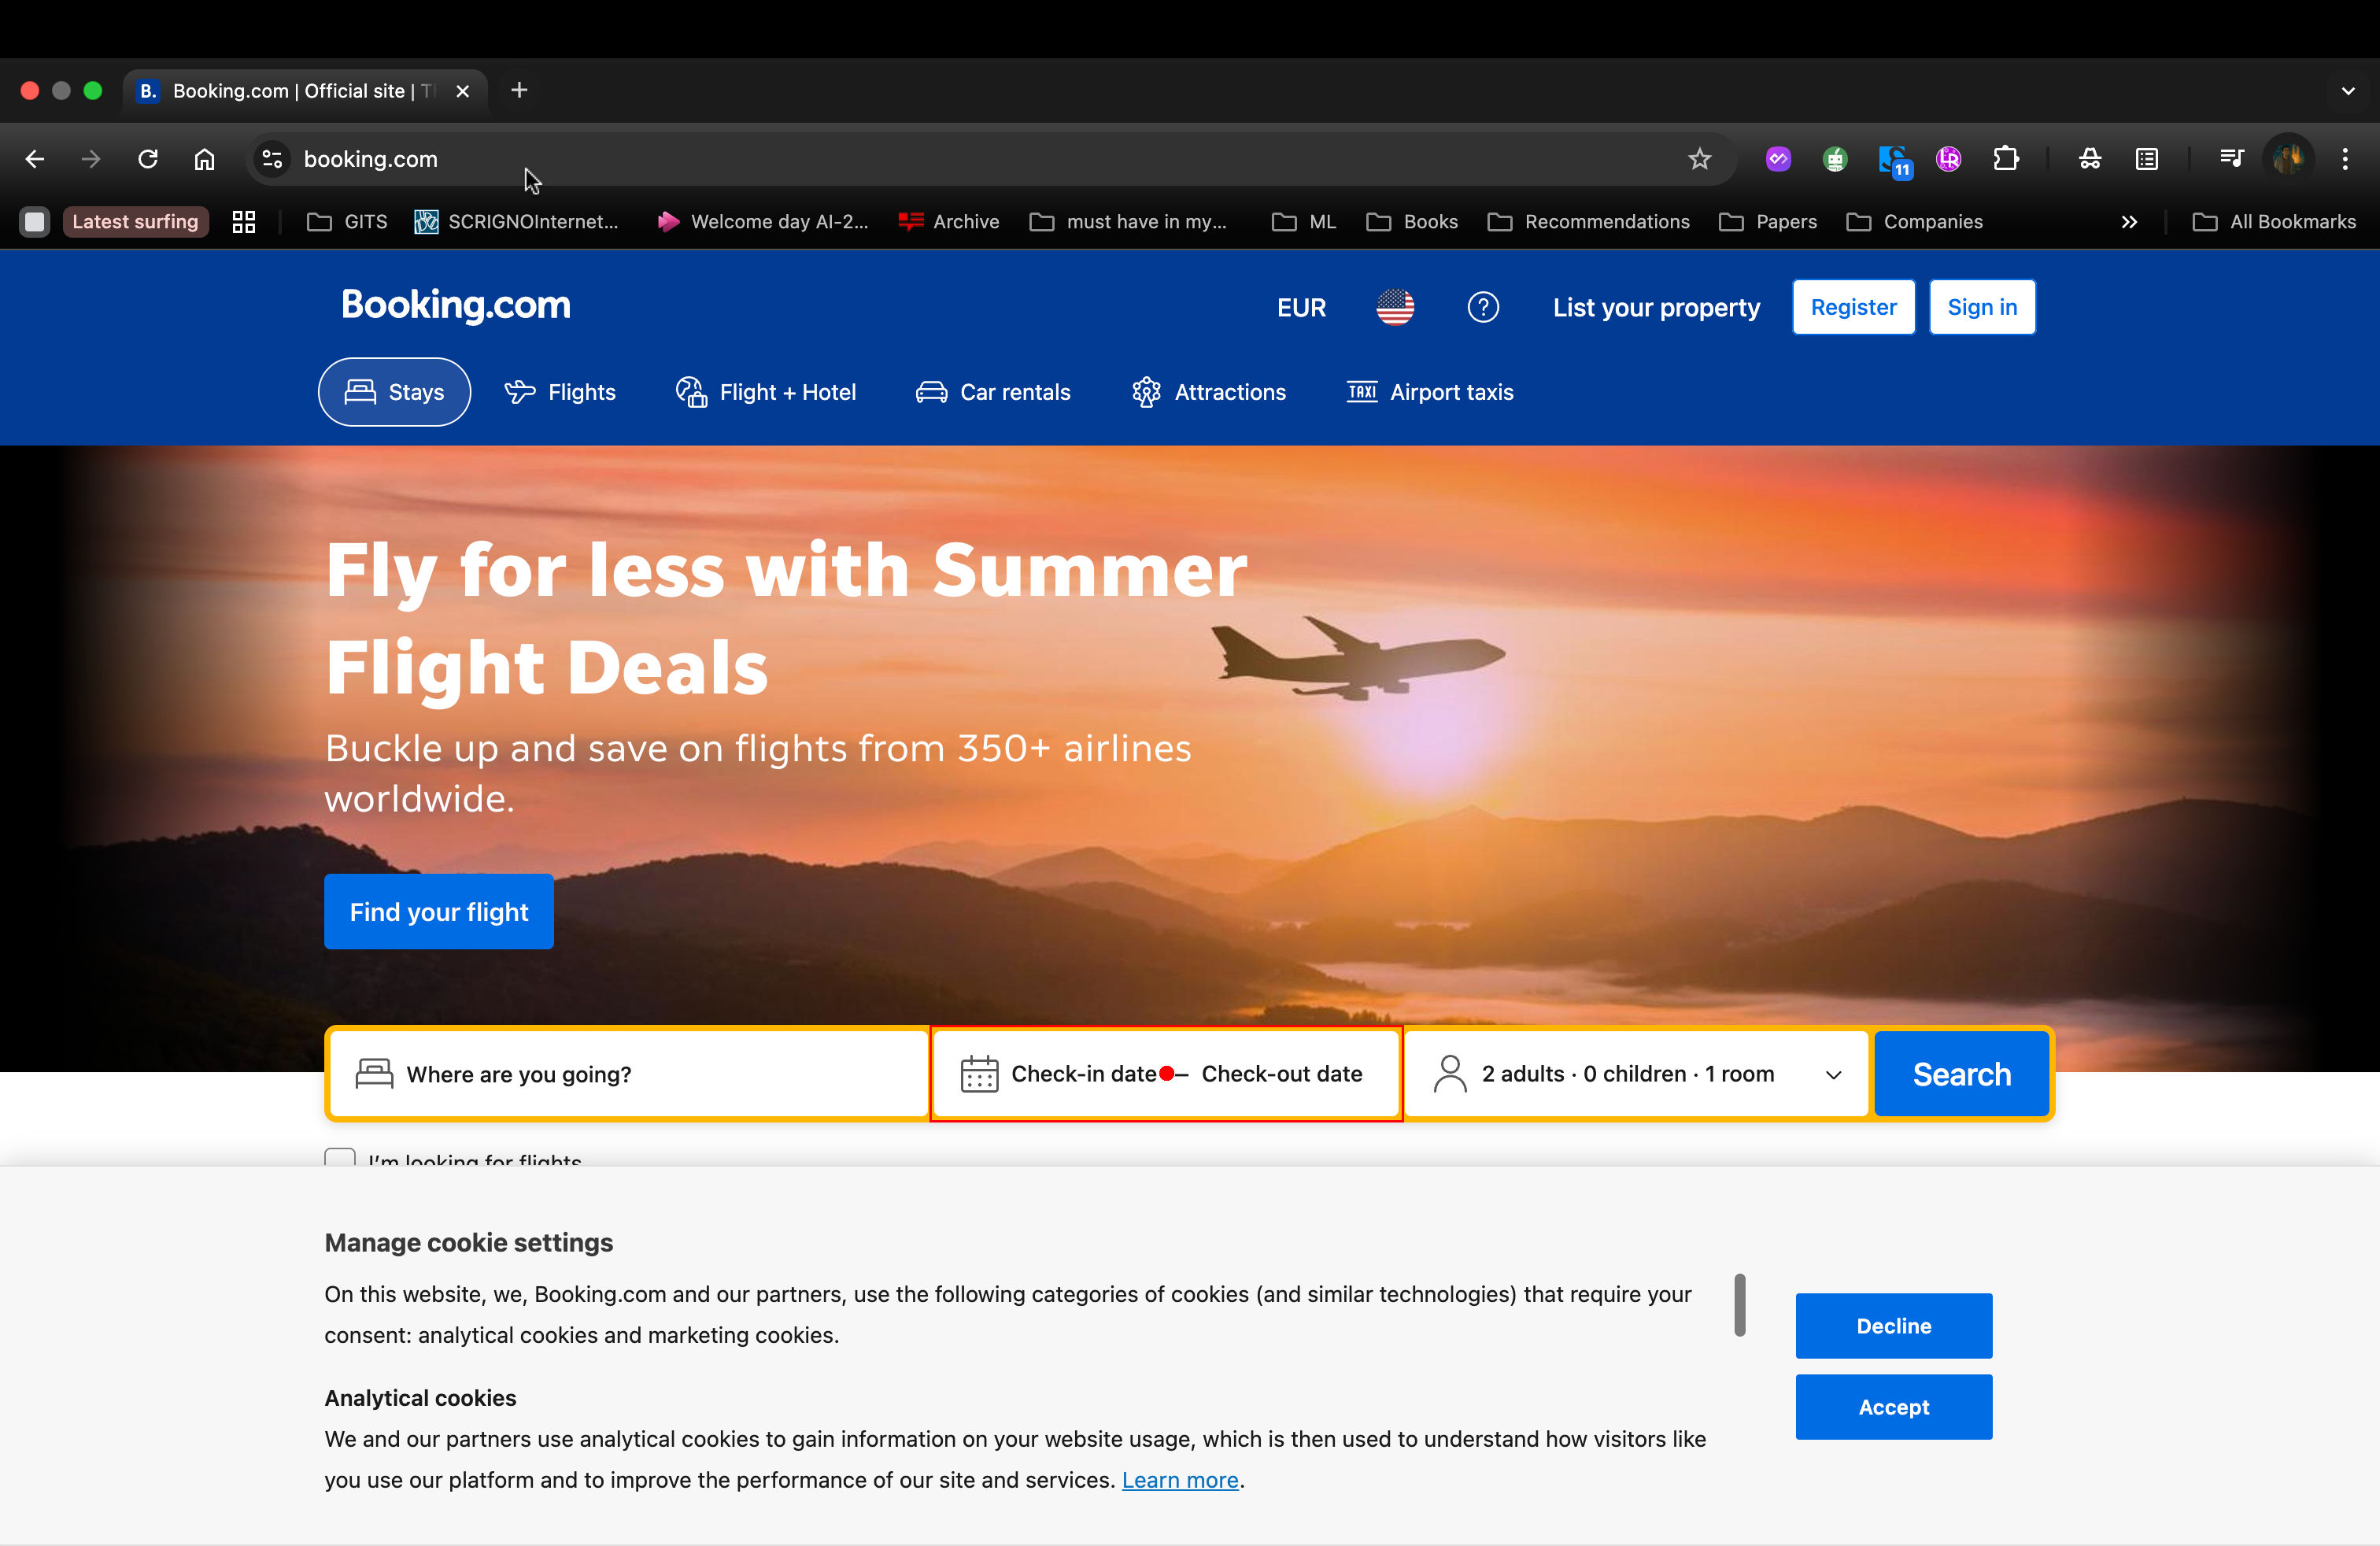 B. Booking.com | Official site | T
booking.com
11
Latest surfing GITS SCRIGNOInternet... Welcome day AI-2... Archive must have in my... ML Books Recommendations Papers Companies All Bookmarks
Booking.com EUR ? List your property Register Sign in
Stays Flights Flight + Hotel Car rentals Attractions TAXI Airport taxis
Fly for less with Summer
Flight Deals
Buckle up and save on flights from 350+ airlines
worldwide.
Find your flight
Where are you going? Check-in date — Check-out date 2 adults · 0 children · 1 room Search
I'm looking for flights
Manage cookie settings
On this website, we, Booking.com and our partners, use the following categories of cookies (and similar technologies) that require your
consent: analytical cookies and marketing cookies.
Decline
Analytical cookies
Accept
We and our partners use analytical cookies to gain information on your website usage, which is then used to understand how visitors like
you use our platform and to improve the performance of our site and services. Learn more.